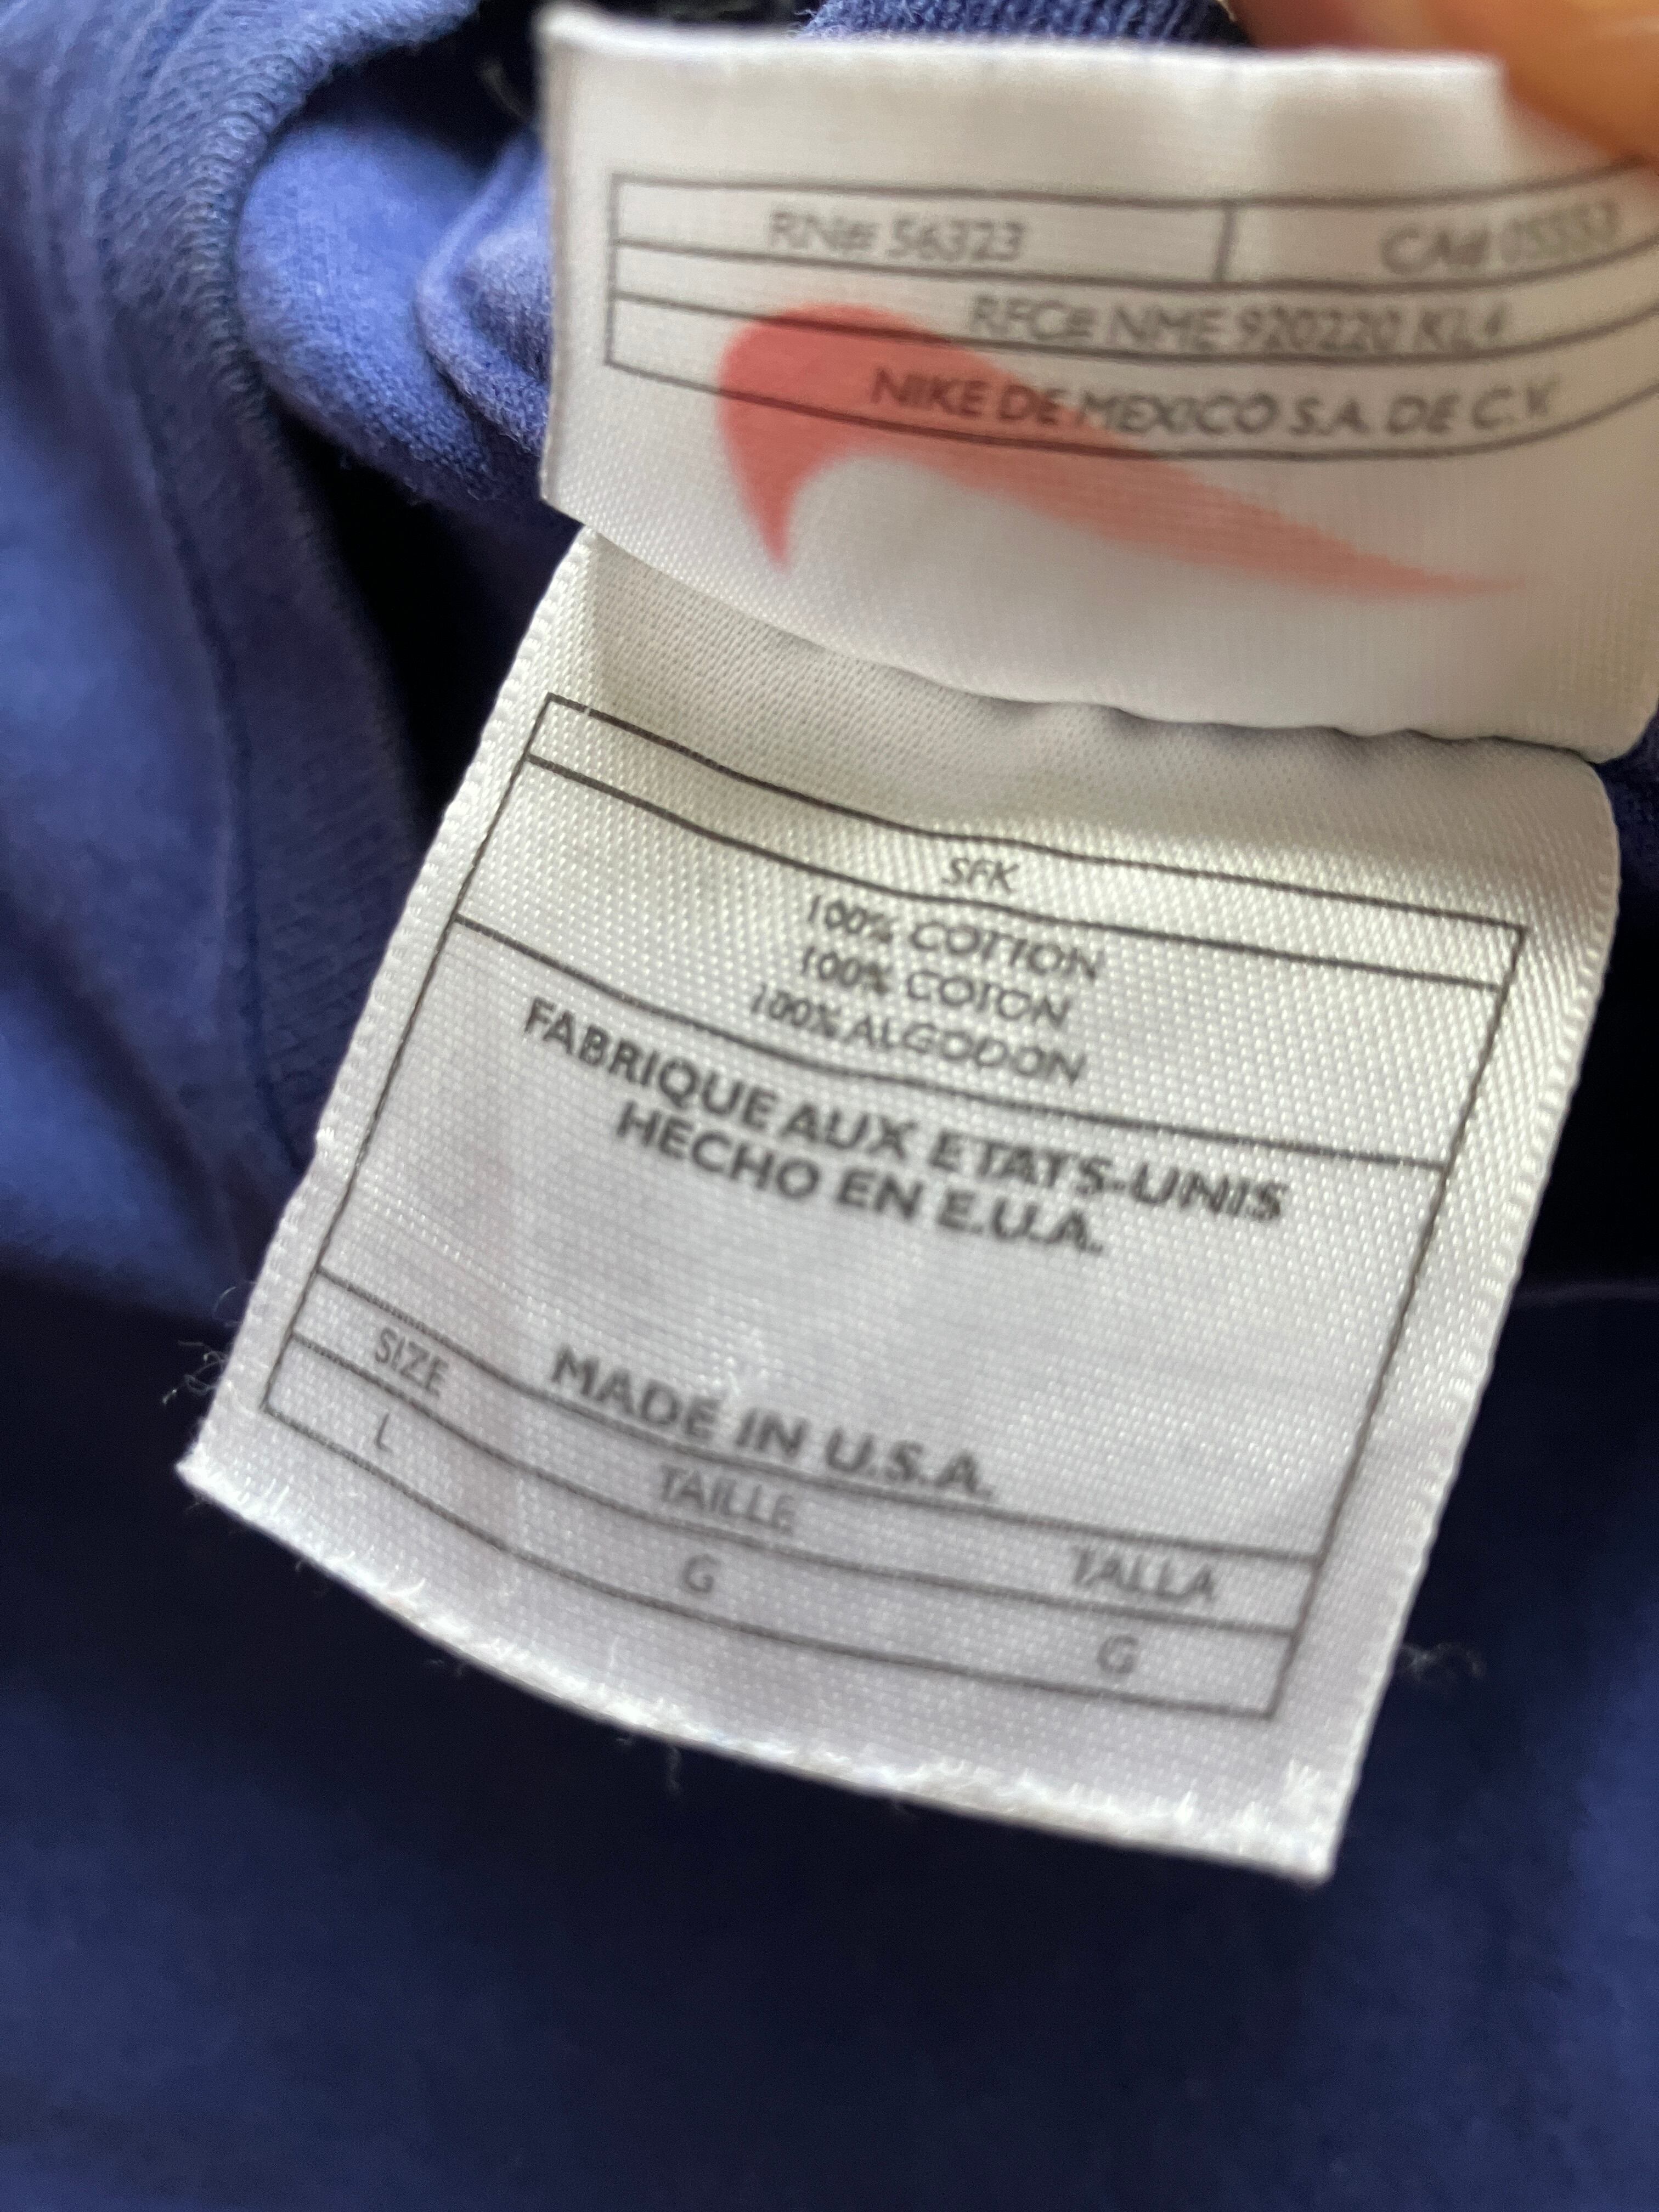 RN# 56323 CA# 05553
RFC# NME 920220 KL4
NIKE DE MEXICO S.A. DE C.V.
SFK
100% COTTON
100% COTON
100% ALGODON
FABRIQUE AUX ETATS-UNIS
HECHO EN E.U.A.
MADE IN U.S.A.
SIZE TAILLE TALLA
L G G